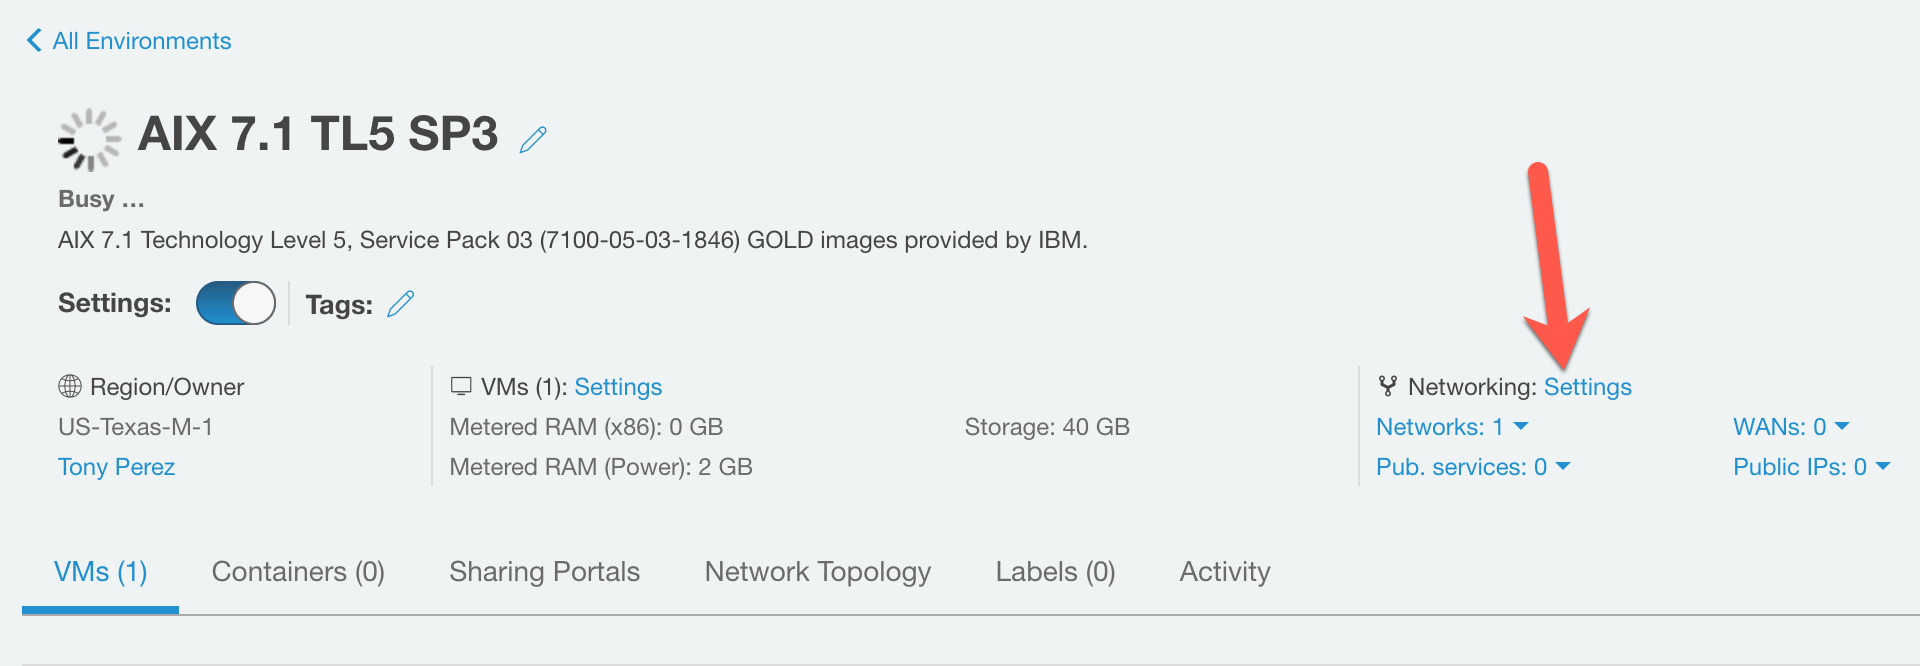 All Environments
AIX 7.1 TL5 SP3
Busy ...
AIX 7.1 Technology Level 5, Service Pack 03 (7100-05-03-1846) GOLD images provided by IBM.
Settings: Tags:
Region/Owner VMs (1): Settings Networking: Settings
US-Texas-M-1 Metered RAM (x86): 0 GB Storage: 40 GB Networks: 1 WANs: 0
Tony Perez Metered RAM (Power): 2 GB Pub. services: 0 Public IPs: 0
VMs (1) Containers (0) Sharing Portals Network Topology Labels (0) Activity